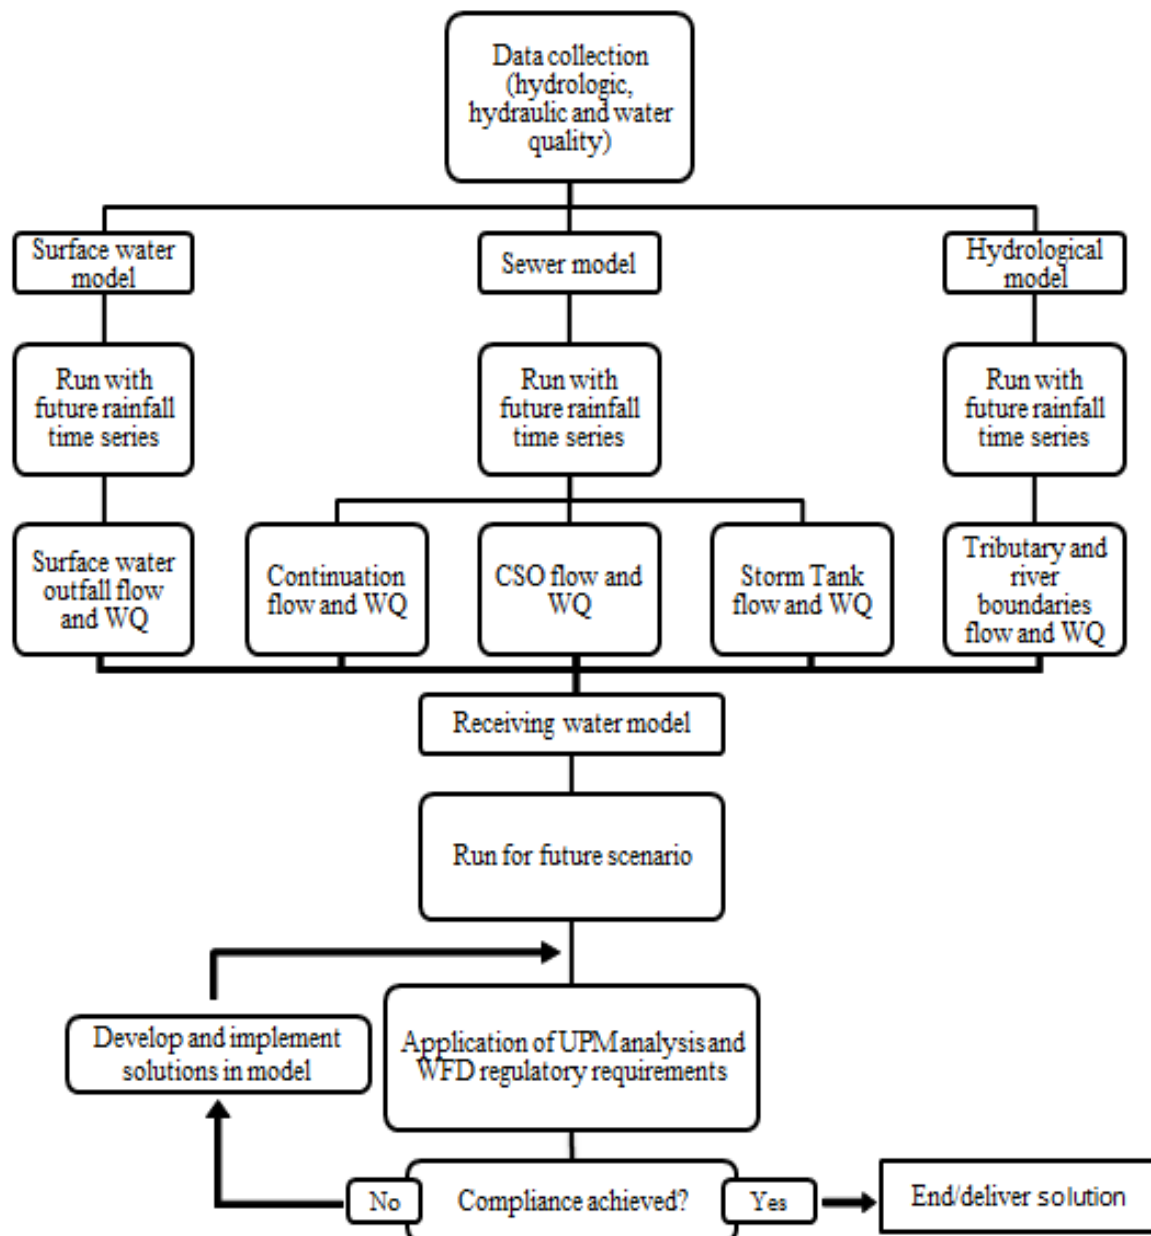 Data collection
(hydrologic,
hydraulic and water
quality)
Surface water
model
Sewer model
Hydrological
model
Run with
future rainfall
time series
Run with
future rainfall
time series
Run with
future rainfall
time series
Surface water
outfall flow
and WQ
Continuation
flow and WQ
CSO flow and
WQ
Storm Tank
flow and WQ
Tributary and
river
boundaries
flow and WQ
Receiving water model
Run for future scenario
Develop and implement
solutions in model
Application of UPM analysis and
WFD regulatory requirements
No
Compliance achieved?
Yes
End/deliver solution